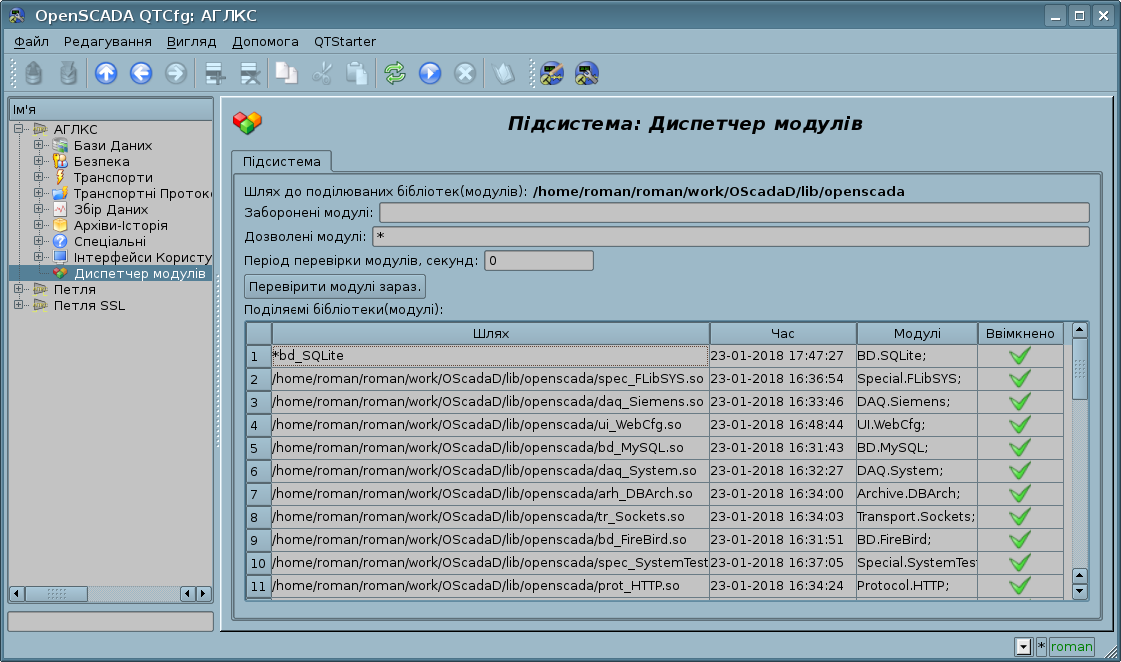 OpenSCADA QTCfg: АГЛКС
Файл Редагування Вигляд Допомога QTStarter
Ім'я
АГЛКС
Бази Даних
Безпека
Транспорти
Транспортні Проток
Збір Даних
Архіви-Історія
Спеціальні
Інтерфейси Користу
Диспетчер модулів
Петля
Петля SSL
Підсистема: Диспетчер модулів
Підсистема
Шлях до поділюваних бібліотек(модулів): /home/roman/roman/work/OScadaD/lib/openscada
Заборонені модулі:
Дозволені модулі: *
Період перевірки модулів, секунд: 0
Перевірити модулі зараз.
Поділяємі бібліотеки(модулі):
Шлях Час Модулі Ввімкнено
1 *bd_SQLite 23-01-2018 17:47:27 BD.SQLite;
2 /home/roman/roman/work/OScadaD/lib/openscada/spec_FLibSYS.so 23-01-2018 16:36:54 Special.FLibSYS;
3 /home/roman/roman/work/OScadaD/lib/openscada/daq_Siemens.so 23-01-2018 16:33:46 DAQ.Siemens;
4 /home/roman/roman/work/OScadaD/lib/openscada/ui_WebCfg.so 23-01-2018 16:48:44 UI.WebCfg;
5 /home/roman/roman/work/OScadaD/lib/openscada/bd_MySQL.so 23-01-2018 16:31:43 BD.MySQL;
6 /home/roman/roman/work/OScadaD/lib/openscada/daq_System.so 23-01-2018 16:32:27 DAQ.System;
7 /home/roman/roman/work/OScadaD/lib/openscada/arh_DBArch.so 23-01-2018 16:34:00 Archive.DBArch;
8 /home/roman/roman/work/OScadaD/lib/openscada/tr_Sockets.so 23-01-2018 16:34:03 Transport.Sockets;
9 /home/roman/roman/work/OScadaD/lib/openscada/bd_FireBird.so 23-01-2018 16:31:51 BD.FireBird;
10 /home/roman/roman/work/OScadaD/lib/openscada/spec_SystemTest 23-01-2018 16:37:05 Special.SystemTes
11 /home/roman/roman/work/OScadaD/lib/openscada/prot_HTTP.so 23-01-2018 16:34:24 Protocol.HTTP;
* roman